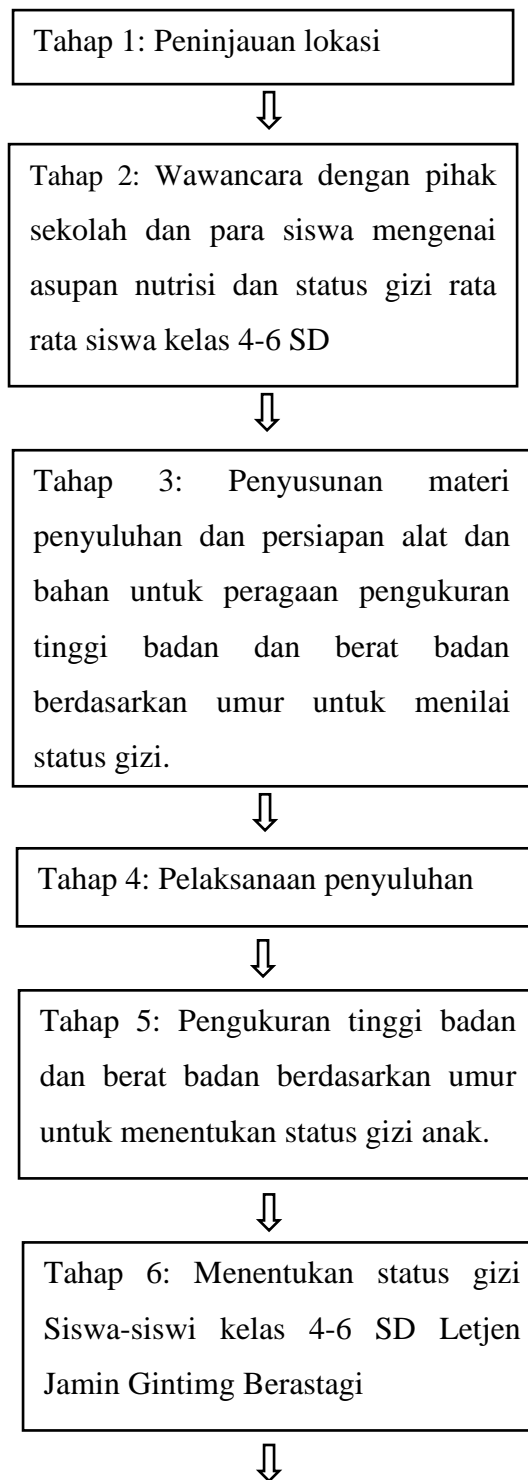 Tahap 1: Peninjauan lokasi
Tahap 2: Wawancara dengan pihak
sekolah dan para siswa mengenai
asupan nutrisi dan status gizi rata
rata siswa kelas 4-6 SD
Tahap 3: Penyusunan materi
penyuluhan dan persiapan alat dan
bahan untuk peragaan pengukuran
tinggi badan dan berat badan
berdasarkan umur untuk menilai
status gizi.
Tahap 4: Pelaksanaan penyuluhan
Tahap 5: Pengukuran tinggi badan
dan berat badan berdasarkan umur
untuk menentukan status gizi anak.
Tahap 6: Menentukan status gizi
Siswa-siswi kelas 4-6 SD Letjen
Jamin Gintimg Berastagi